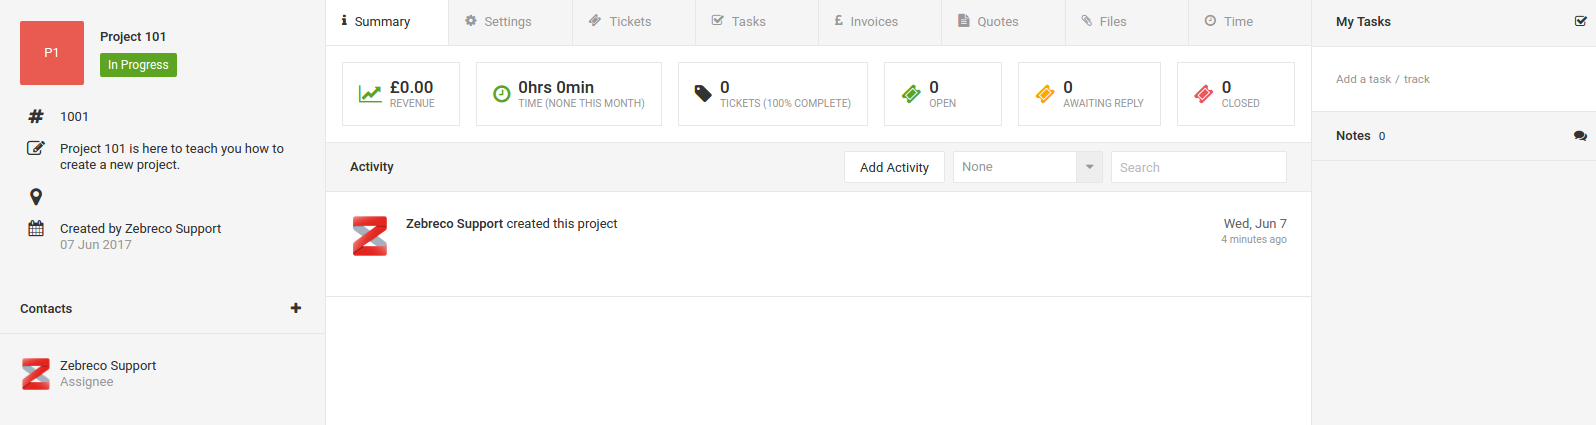 P1
Project 101
In Progress
# 1001
Project 101 is here to teach you how to
create a new project.
Created by Zebreco Support
07 Jun 2017
Contacts
Zebreco Support
Assignee
Summary
Settings
Tickets
Tasks
£ Invoices
Quotes
Files
Time
£0.00
REVENUE
0hrs 0min
TIME (NONE THIS MONTH)
0
TICKETS (100% COMPLETE)
0
OPEN
0
AWAITING REPLY
0
CLOSED
Activity
Add Activity
None
Search
Zebreco Support created this project
Wed, Jun 7
4 minutes ago
My Tasks
Add a task / track
Notes 0